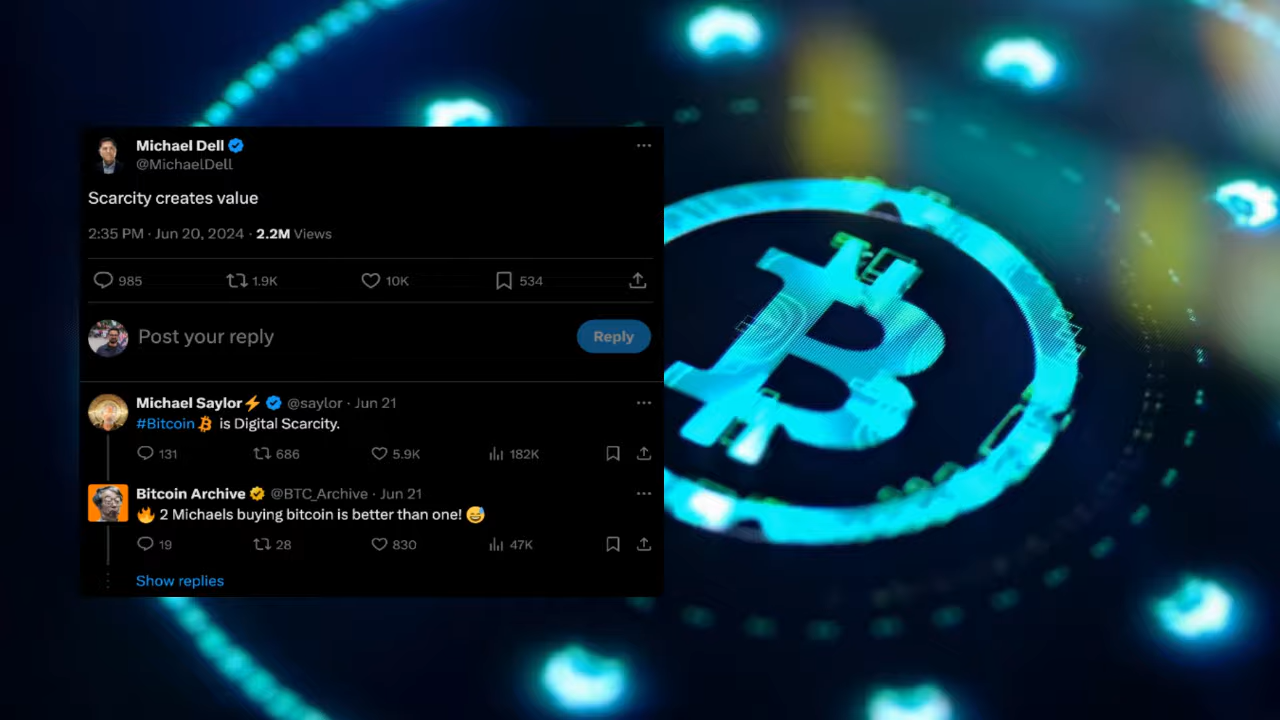 Michael Dell
@MichaelDell
Scarcity creates value
2:35 PM · Jun 20, 2024 · 2.2M Views
985 1.9K 10K 534
Post your reply Reply
Michael Saylor⚡ @saylor · Jun 21
#Bitcoin is Digital Scarcity.
131 686 5.9K 182K
Bitcoin Archive @BTC_Archive · Jun 21
🔥 2 Michaels buying bitcoin is better than one! 😅
19 28 830 47K
Show replies